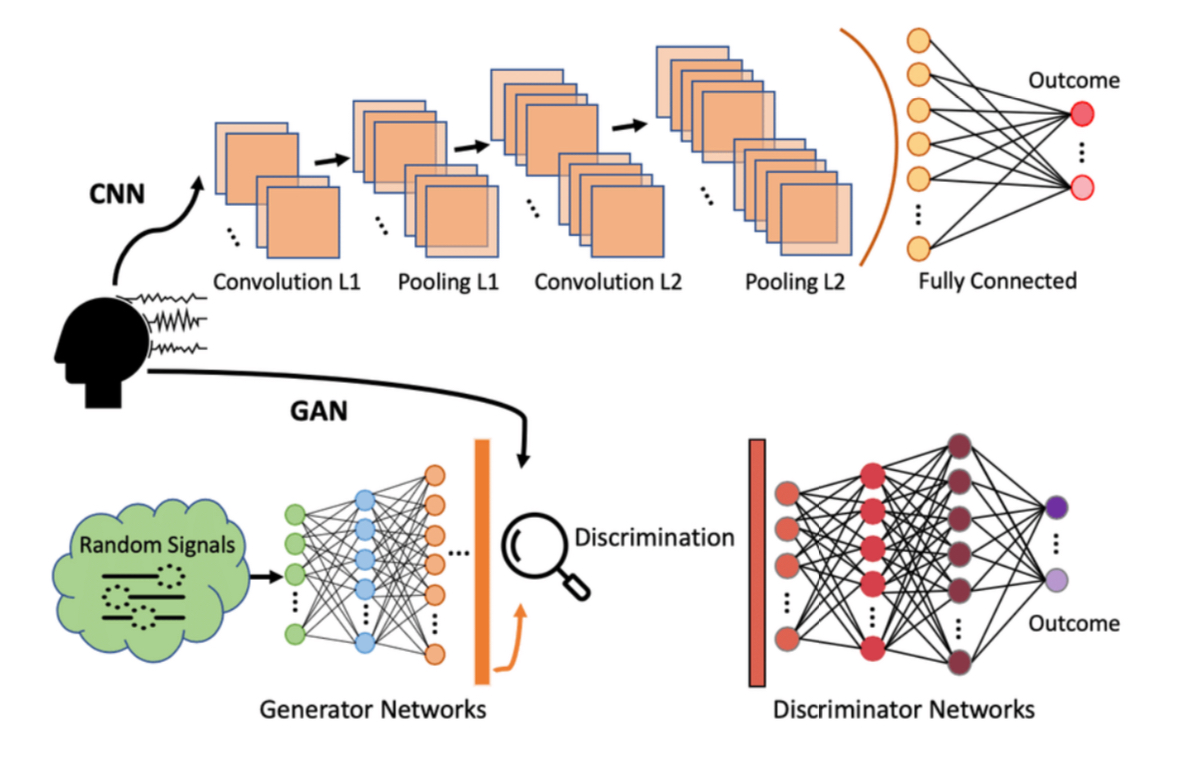 Outcome
CNN
Convolution L1
Pooling L1
Convolution L2
Pooling L2
Fully Connected
GAN
Random Signals
Discrimination
Outcome
Generator Networks
Discriminator Networks